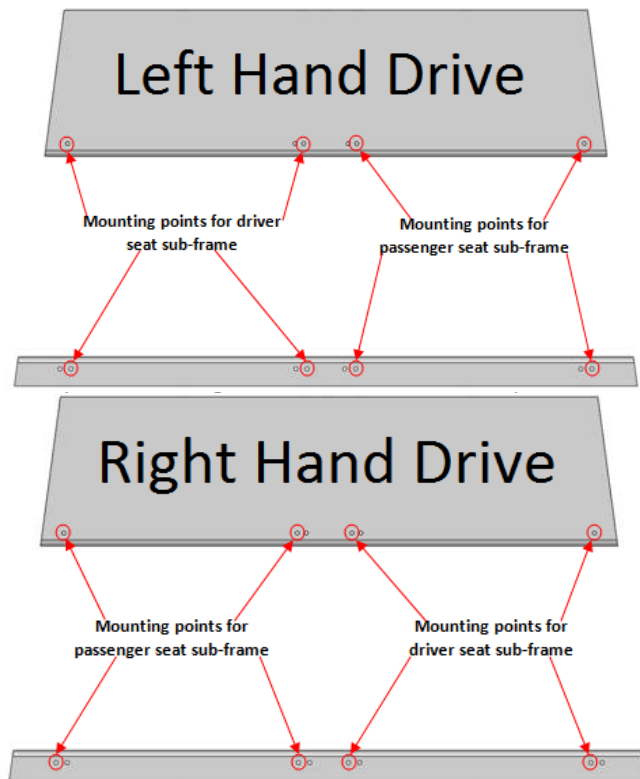 Left Hand Drive
Mounting points for driver
seat sub-frame
Mounting points for
passenger seat sub-frame
Right Hand Drive
Mounting points for
passenger seat sub-frame
Mounting points for
driver seat sub-frame